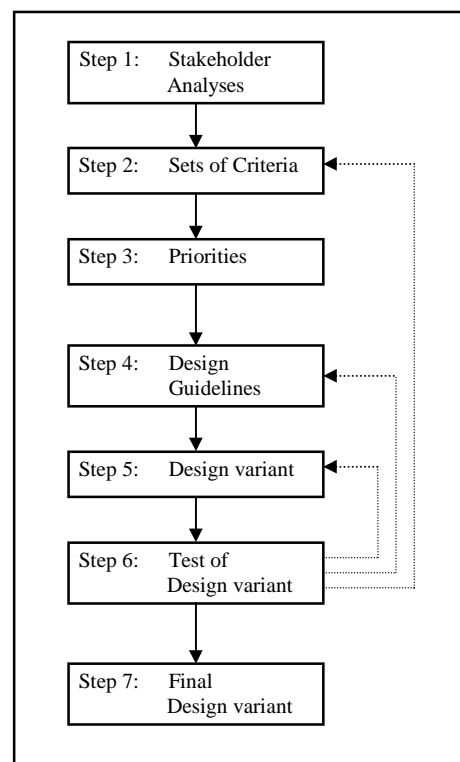 Step 1: Stakeholder
Analyses
Step 2: Sets of Criteria
Step 3: Priorities
Step 4: Design
Guidelines
Step 5: Design variant
Step 6: Test of
Design variant
Step 7: Final
Design variant